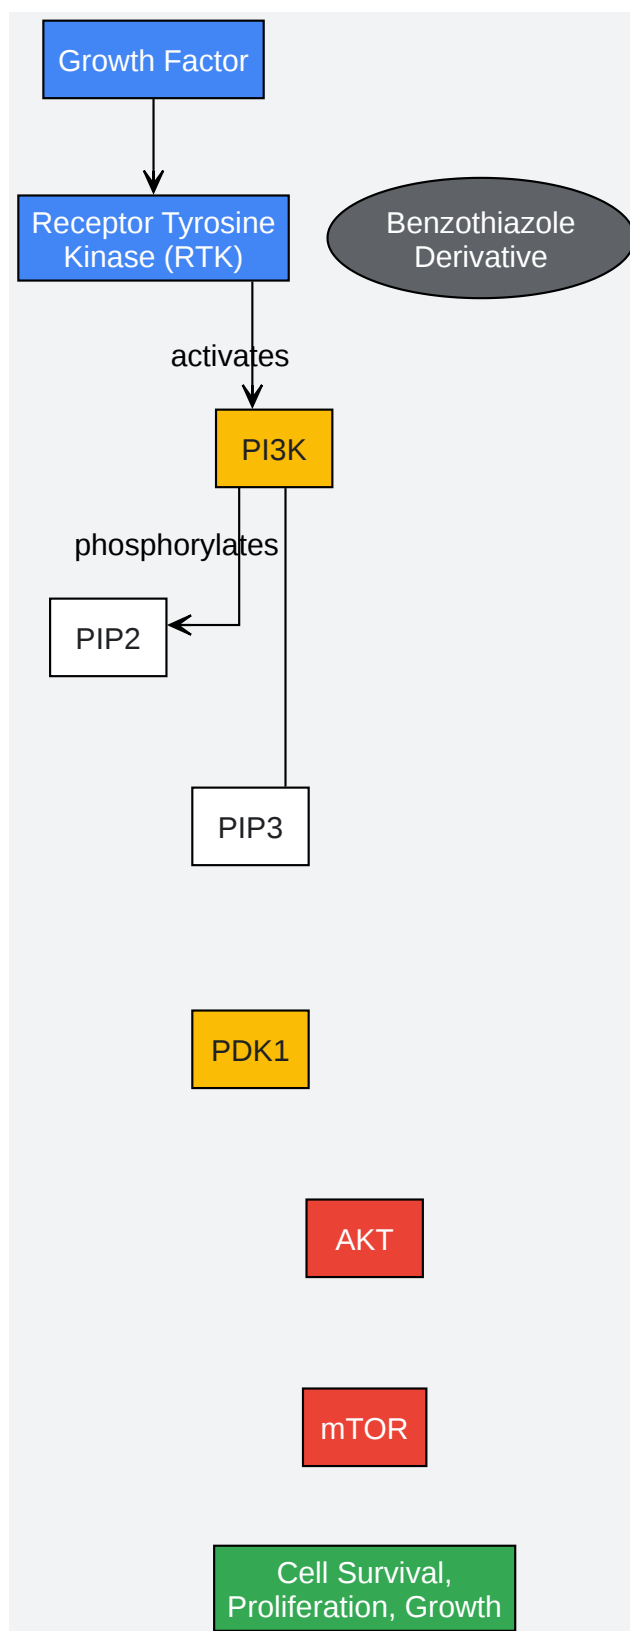 Growth Factor
Receptor Tyrosine
Kinase (RTK)
Benzothiazole
Derivative
activates
PI3K
phosphorylates
PIP2
PIP3
PDK1
AKT
mTOR
Cell Survival,
Proliferation, Growth